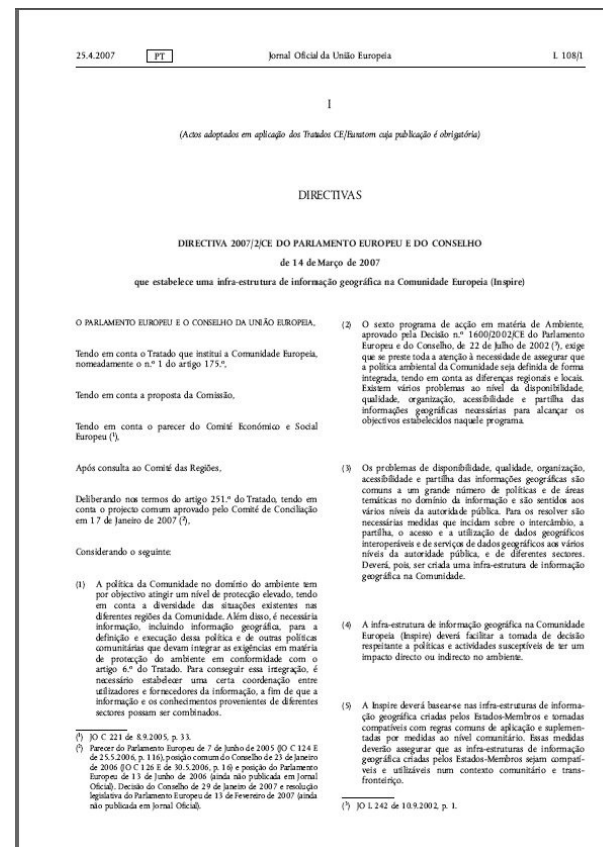 25.4.2007 PT Jornal Oficial da União Europeia L 108/1
I
(Actos adoptados em aplicação dos Tratados CE/Euratom cuja publicação é obrigatória)
DIRECTIVAS
DIRECTIVA 2007/2/CE DO PARLAMENTO EUROPEU E DO CONSELHO
de 14 de Março de 2007
que estabelece uma infra-estrutura de informação geográfica na Comunidade Europeia (Inspire)
O PARLAMENTO EUROPEU E O CONSELHO DA UNIÃO EUROPEIA,
Tendo em conta o Tratado que institui a Comunidade Europeia,
nomeadamente o n.º 1 do artigo 175.º,
Tendo em conta a proposta da Comissão,
Tendo em conta o parecer do Comité Económico e Social
Europeu (¹),
Após consulta ao Comité das Regiões,
Deliberando nos termos do artigo 251.º do Tratado, tendo em
conta o projecto comum aprovado pelo Comité de Conciliação
em 17 de Janeiro de 2007 (²),
Considerando o seguinte:
(1) A política da Comunidade no domínio do ambiente tem
por objectivo atingir um nível de protecção elevado, tendo
em conta a diversidade das situações existentes nas
diferentes regiões da Comunidade. Além disso, é necessária
informação, incluindo informação geográfica, para a
definição e execução dessa política e de outras políticas
comunitárias que devam integrar as exigências em matéria
de protecção do ambiente em conformidade com o
artigo 6.º do Tratado. Para conseguir essa integração, é
necessário estabelecer uma certa coordenação entre
utilizadores e fornecedores da informação, a fim de que a
informação e os conhecimentos provenientes de diferentes
sectores possam ser combinados.
(¹) JO C 221 de 8.9.2005, p. 33.
(²) Parecer do Parlamento Europeu de 7 de Junho de 2005 (JO C 124 E
de 25.5.2006, p. 116), posição comum do Conselho de 23 de Janeiro
de 2006 (JO C 126 E de 30.5.2006, p. 16) e posição do Parlamento
Europeu de 13 de Junho de 2006 (ainda não publicada em Jornal
Oficial). Decisão do Conselho de 29 de Janeiro de 2007 e resolução
legislativa do Parlamento Europeu de 13 de Fevereiro de 2007 (ainda
não publicada em Jornal Oficial).
(2) O sexto programa de acção em matéria de Ambiente,
aprovado pela Decisão n.º 1600/2002/CE do Parlamento
Europeu e do Conselho, de 22 de Julho de 2002 (³), exige
que se preste toda a atenção à necessidade de assegurar que
a política ambiental da Comunidade seja definida de forma
integrada, tendo em conta as diferenças regionais e locais.
Existem vários problemas ao nível da disponibilidade,
qualidade, organização, acessibilidade e partilha das
informações geográficas necessárias para alcançar os
objectivos estabelecidos naquele programa.
(3) Os problemas de disponibilidade, qualidade, organização,
acessibilidade e partilha das informações geográficas são
comuns a um grande número de políticas e de áreas
temáticas no domínio da informação e são sentidos aos
vários níveis da autoridade pública. Para os resolver são
necessárias medidas que incidam sobre o intercâmbio, a
partilha, o acesso e a utilização de dados geográficos
interoperáveis e de serviços de dados geográficos aos vários
níveis da autoridade pública, e de diferentes sectores.
Deverá, pois, ser criada uma infra-estrutura de informação
geográfica na Comunidade.
(4) A infra-estrutura de informação geográfica na Comunidade
Europeia (Inspire) deverá facilitar a tomada de decisão
respeitante a políticas e actividades susceptíveis de ter um
impacto directo ou indirecto no ambiente.
(5) A Inspire deverá basear-se nas infra-estruturas de informa-
ção geográfica criadas pelos Estados-Membros e tornadas
compatíveis com regras comuns de aplicação e suplemen-
tadas por medidas ao nível comunitário. Essas medidas
deverão assegurar que as infra-estruturas de informação
geográfica criadas pelos Estados-Membros sejam compatí-
veis e utilizáveis num contexto comunitário e trans-
fronteiriço.
(³) JO L 242 de 10.9.2002, p. 1.